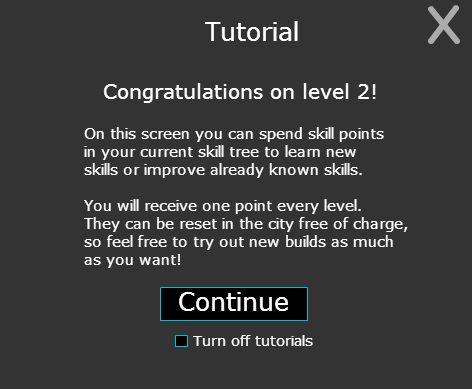 Tutorial
Congratulations on level 2!
On this screen you can spend skill points
in your current skill tree to learn new
skills or improve already known skills.
You will receive one point every level.
They can be reset in the city free of charge,
so feel free to try out new builds as much
as you want!
Continue
Turn off tutorials